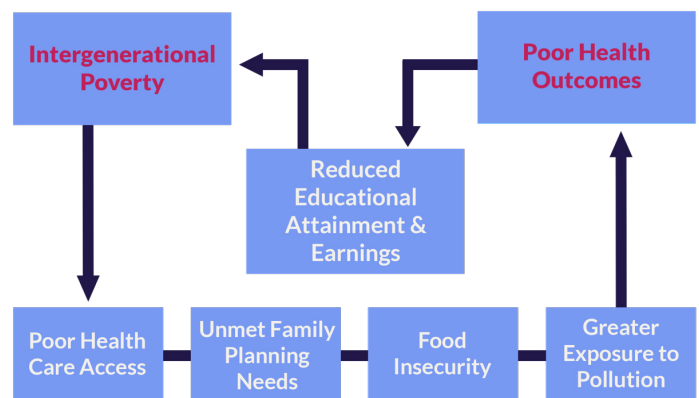 Intergenerational
Poverty
Poor Health
Outcomes
Reduced
Educational
Attainment &
Earnings
Poor Health
Care Access
Unmet Family
Planning
Needs
Food
Insecurity
Greater
Exposure to
Pollution